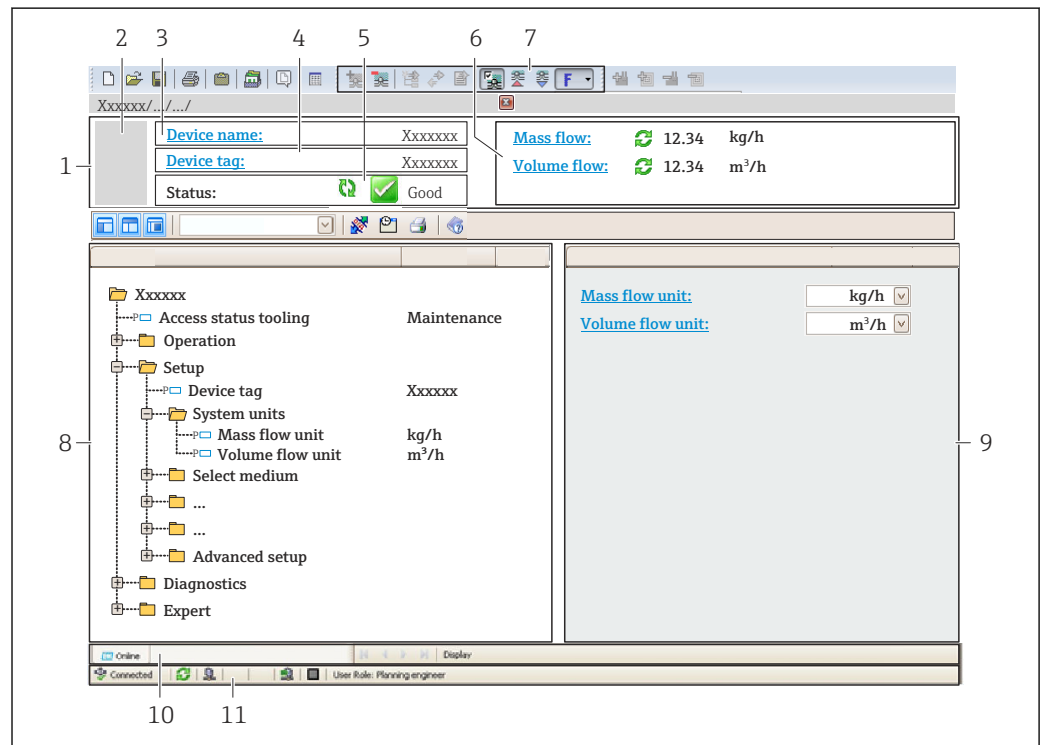 2 3 4 5 6 7
F
Xxxxxx/.../.../
Device name: Xxxxxxx
Mass flow: 12.34 kg/h
Device tag: Xxxxxxx
Volume flow: 12.34 m³/h
1
Status: Good
Xxxxxx
P Access status tooling Maintenance
Operation
Setup
P Device tag Xxxxxx
System units
P Mass flow unit kg/h
P Volume flow unit m³/h
Select medium
...
...
Advanced setup
Diagnostics
Expert
8
Mass flow unit: kg/h
Volume flow unit: m³/h
9
Online Display
Connected User Role: Planning engineer
10 11